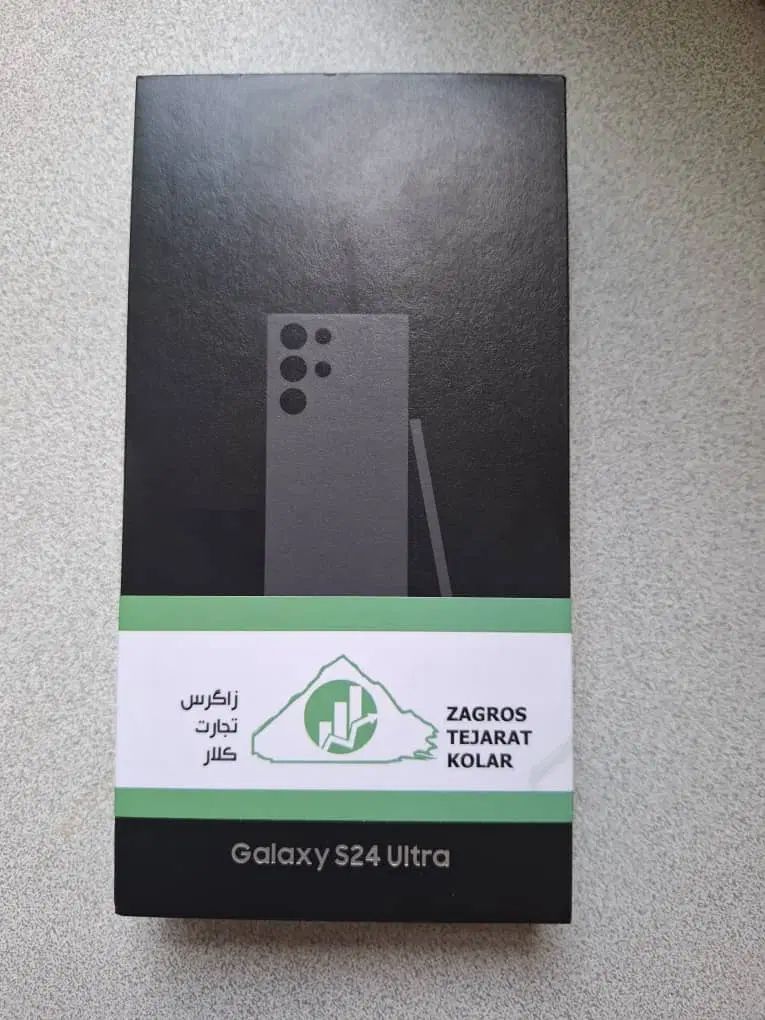 زاگرس
تجارت
کلار
ZAGROS
TEJARAT
KOLAR
Galaxy S24 Ultra